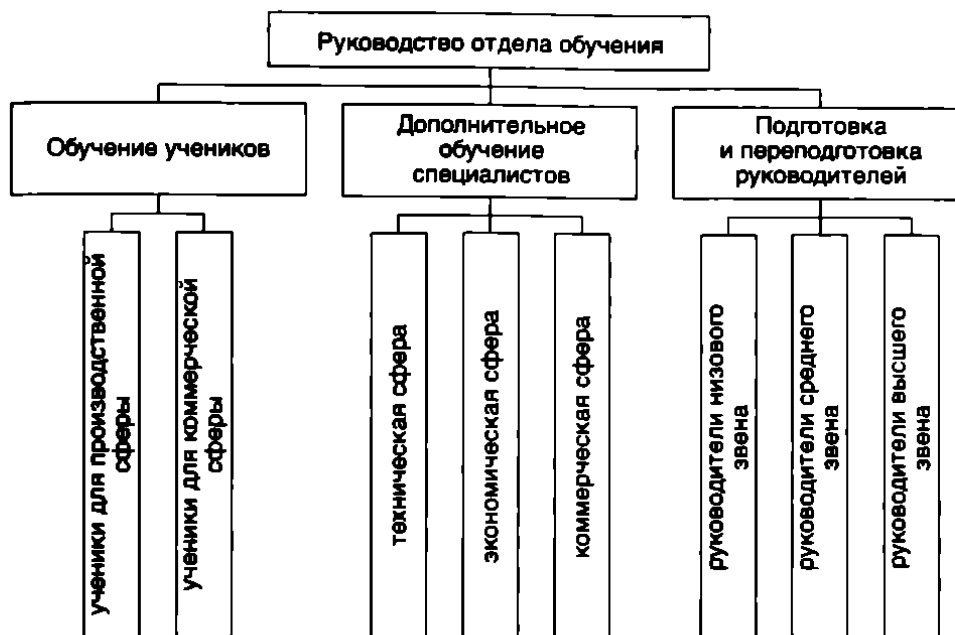 Руководство отдела обучения
Обучение учеников
Дополнительное
обучение
специалистов
Подготовка
и переподготовка
руководителей
ученики для производственной
сферы
ученики для коммерческой
сферы
техническая сфера
экономическая сфера
коммерческая сфера
руководители низового
звена
руководители среднего
звена
руководители высшего
звена